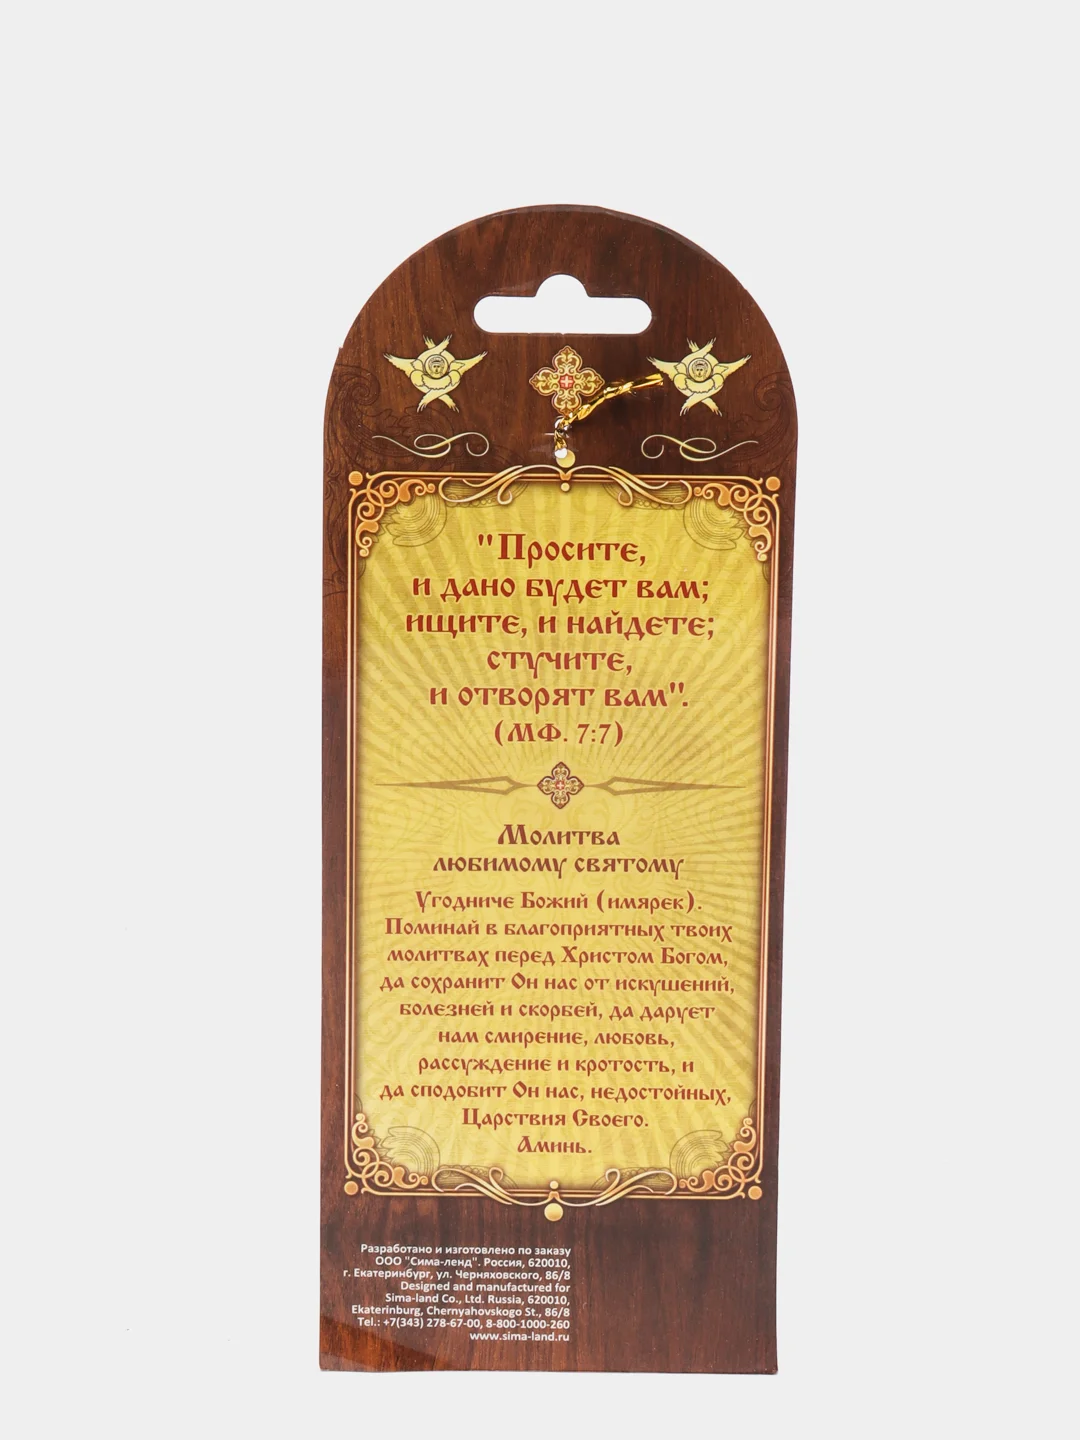 "Просите,
и дано будет вам;
ищите, и найдете;
стучите,
и отворят вам".
(Мф. 7:7)
Молитва
любимому святому
Угодниче Божий (имярек).
Поминай в благоприятных твоих
молитвах перед Христом Богом,
да сохранит Он нас от искушений,
болезней и скорбей, да дарует
нам смирение, любовь,
рассуждение и кротость, и
да сподобит Он нас, недостойных,
Царствия Своего.
Аминь.
Разработано и изготовлено по заказу
ООО "Сима-ленд". Россия, 620010,
г. Екатеринбург, ул. Черняховского, 86/8
Designed and manufactured for
Sima-land Co., Ltd. Russia, 620010,
Ekaterinburg, Chernyahovskogo St., 86/8
Tel.: +7(343) 278-67-00, 8-800-1000-260
www.sima-land.ru